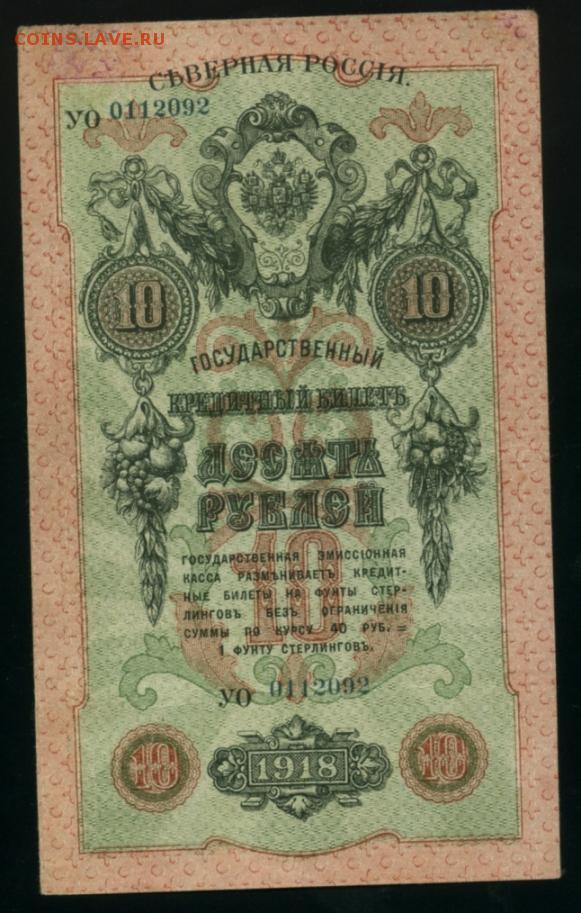 COINS.LAVE.RU
СѢВЕРНАЯ РОССІЯ.
УО 0112092
10 10
ГОСУДАРСТВЕННЫЙ
КРЕДИТНЫЙ БИЛЕТЪ
ДЕСЯТЬ
РУБЛЕЙ
10
ГОСУДАРСТВЕННАЯ ЭМИССІОННАЯ
КАССА РАЗМѢНИВАЕТЪ КРЕДИТ-
НЫЕ БИЛЕТЫ НА ФУНТЫ СТЕР-
ЛИНГОВЪ БЕЗЪ ОГРАНИЧЕНІЯ
СУММЫ ПО КУРСУ 40 РУБ. =
1 ФУНТУ СТЕРЛИНГОВЪ.
УО 0112092
10 1918 10